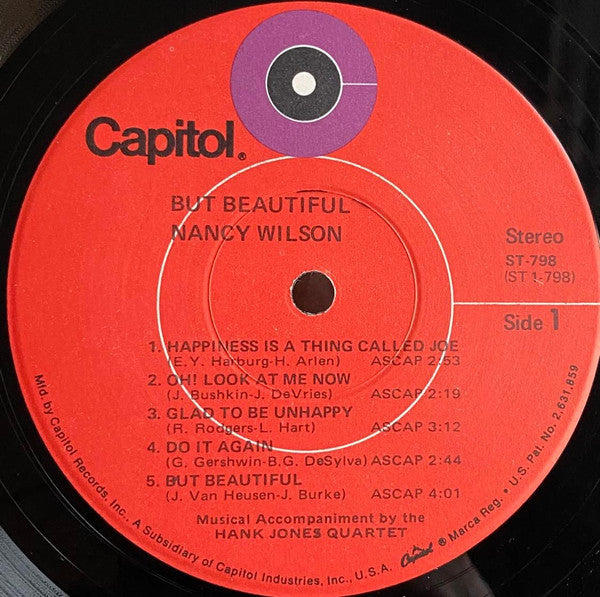 Capitol®
BUT BEAUTIFUL
NANCY WILSON
Stereo
ST-798
(ST 1-798)
Side 1
1. HAPPINESS IS A THING CALLED JOE
(E.Y. Harburg-H. Arlen) ASCAP 2:53
2. OH! LOOK AT ME NOW
(J. Bushkin-J. DeVries) ASCAP 2:19
3. GLAD TO BE UNHAPPY
(R. Rodgers-L. Hart) ASCAP 3:12
4. DO IT AGAIN
(G. Gershwin-B.G. DeSylva) ASCAP 2:44
5. BUT BEAUTIFUL
(J. Van Heusen-J. Burke) ASCAP 4:01
Musical Accompaniment by the
HANK JONES QUARTET
Mfd. by Capitol Records, Inc., A Subsidiary of Capitol Industries, Inc., U.S.A. Capitol ® Marca Reg. • U.S. Pat. No. 2,631,859